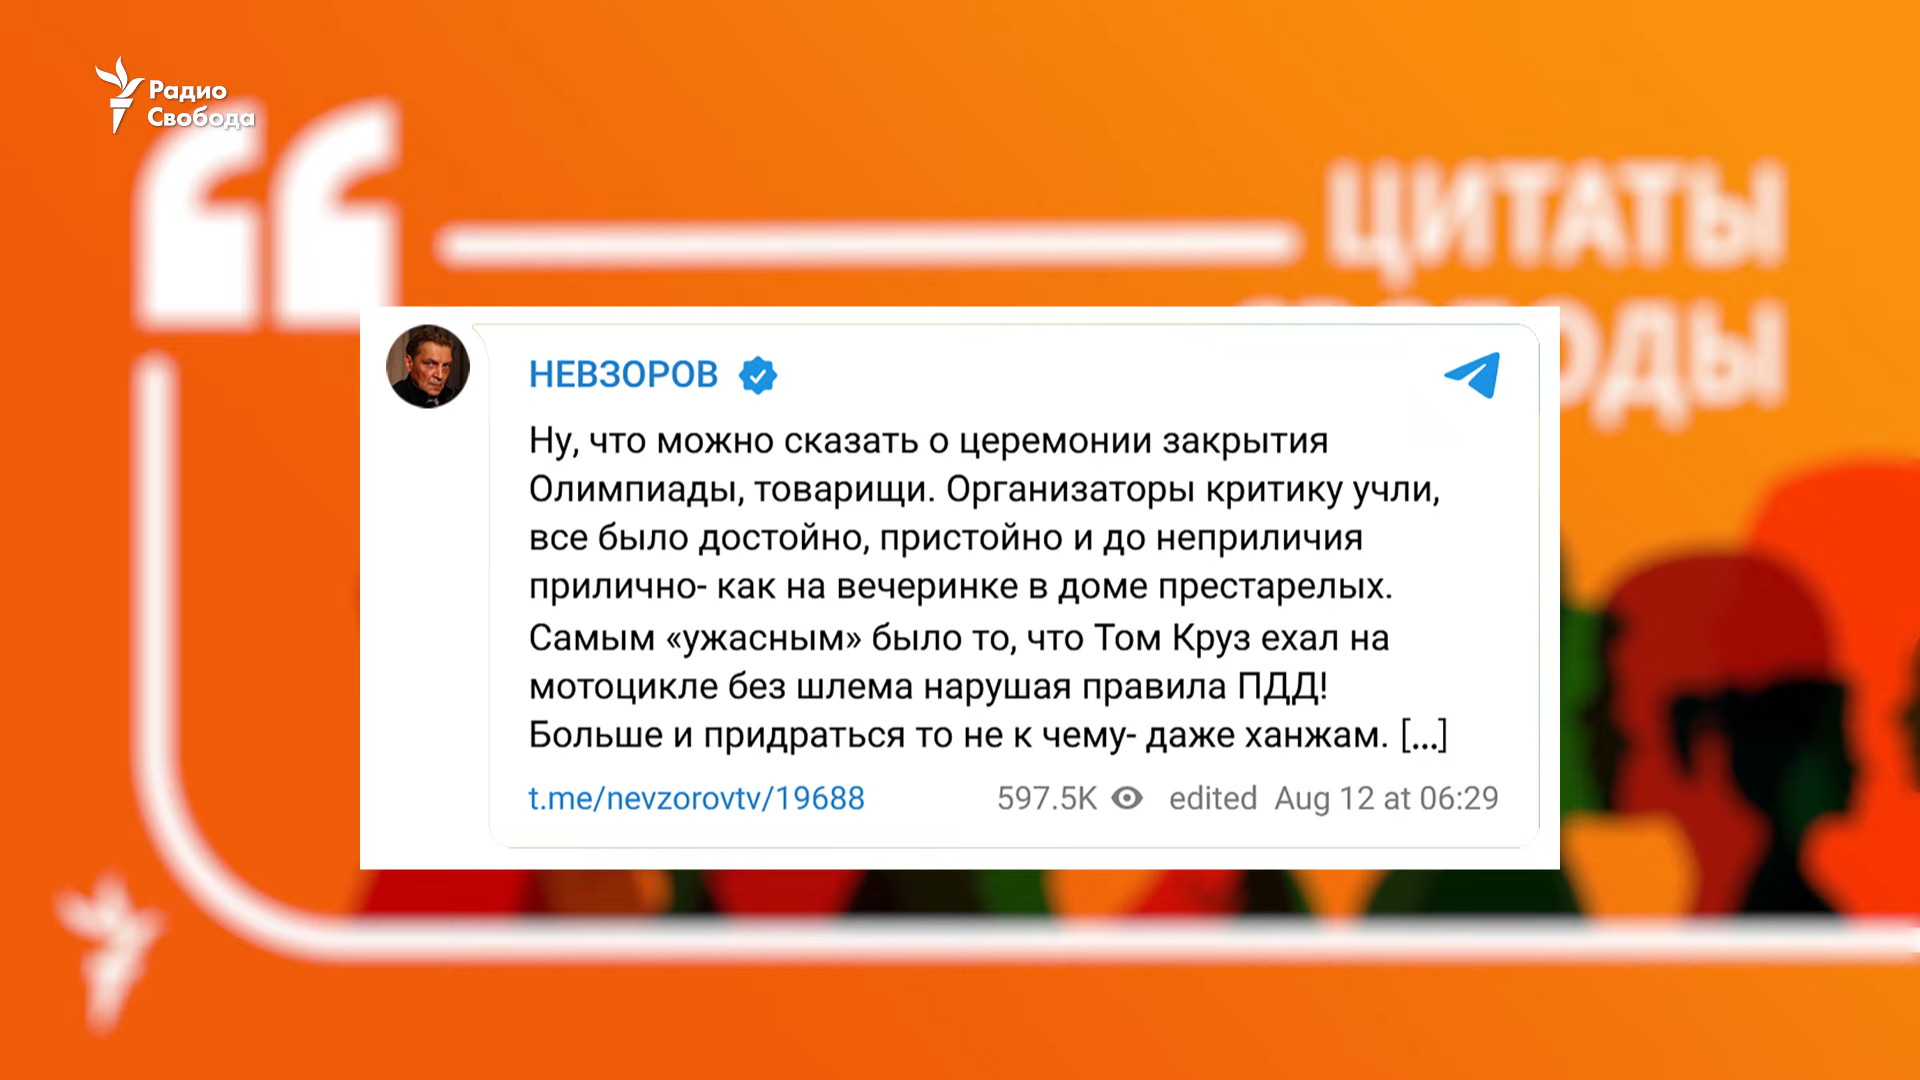 Радио
Свобода
ЦИТАТЫ
СВОБОДЫ
НЕВЗОРОВ
Ну, что можно сказать о церемонии закрытия
Олимпиады, товарищи. Организаторы критику учли,
все было достойно, пристойно и до неприличия
прилично- как на вечеринке в доме престарелых.
Самым «ужасным» было то, что Том Круз ехал на
мотоцикле без шлема нарушая правила ПДД!
Больше и придраться то не к чему- даже ханжам. [...]
t.me/nevzorovtv/19688 597.5K edited Aug 12 at 06:29